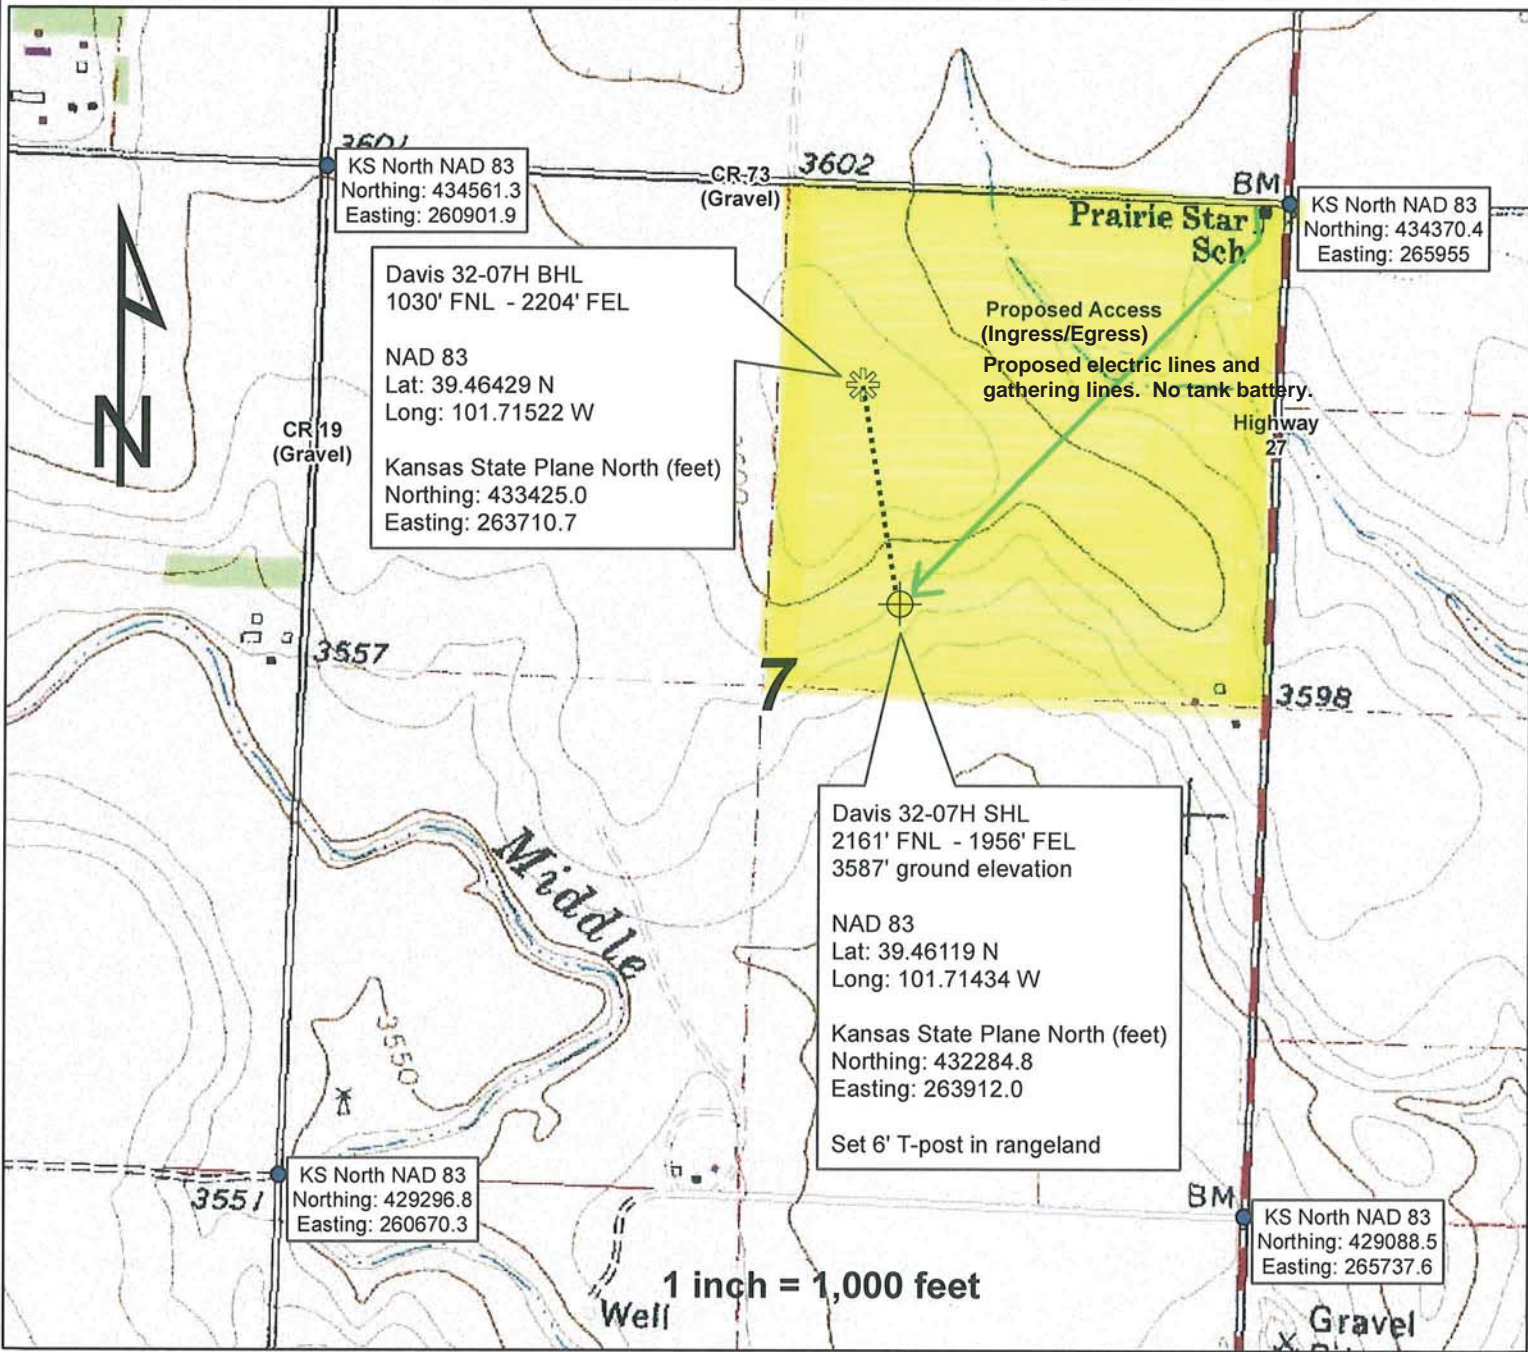 3601
KS North NAD 83
Northing: 434561.3
Easting: 260901.9
CR-73
(Gravel)
3602
BM
Prairie Star
Sch
KS North NAD 83
Northing: 434370.4
Easting: 265955
Davis 32-07H BHL
1030' FNL - 2204' FEL
NAD 83
Lat: 39.46429 N
Long: 101.71522 W
Kansas State Plane North (feet)
Northing: 433425.0
Easting: 263710.7
Proposed Access
(Ingress/Egress)
Proposed electric lines and
gathering lines. No tank battery.
Highway
27
N
CR 19
(Gravel)
3557
7
3598
Davis 32-07H SHL
2161' FNL - 1956' FEL
3587' ground elevation
NAD 83
Lat: 39.46119 N
Long: 101.71434 W
Kansas State Plane North (feet)
Northing: 432284.8
Easting: 263912.0
Set 6' T-post in rangeland
Middle
3550
3551
KS North NAD 83
Northing: 429296.8
Easting: 260670.3
BM
KS North NAD 83
Northing: 429088.5
Easting: 265737.6
1 inch = 1,000 feet
Well
Gravel